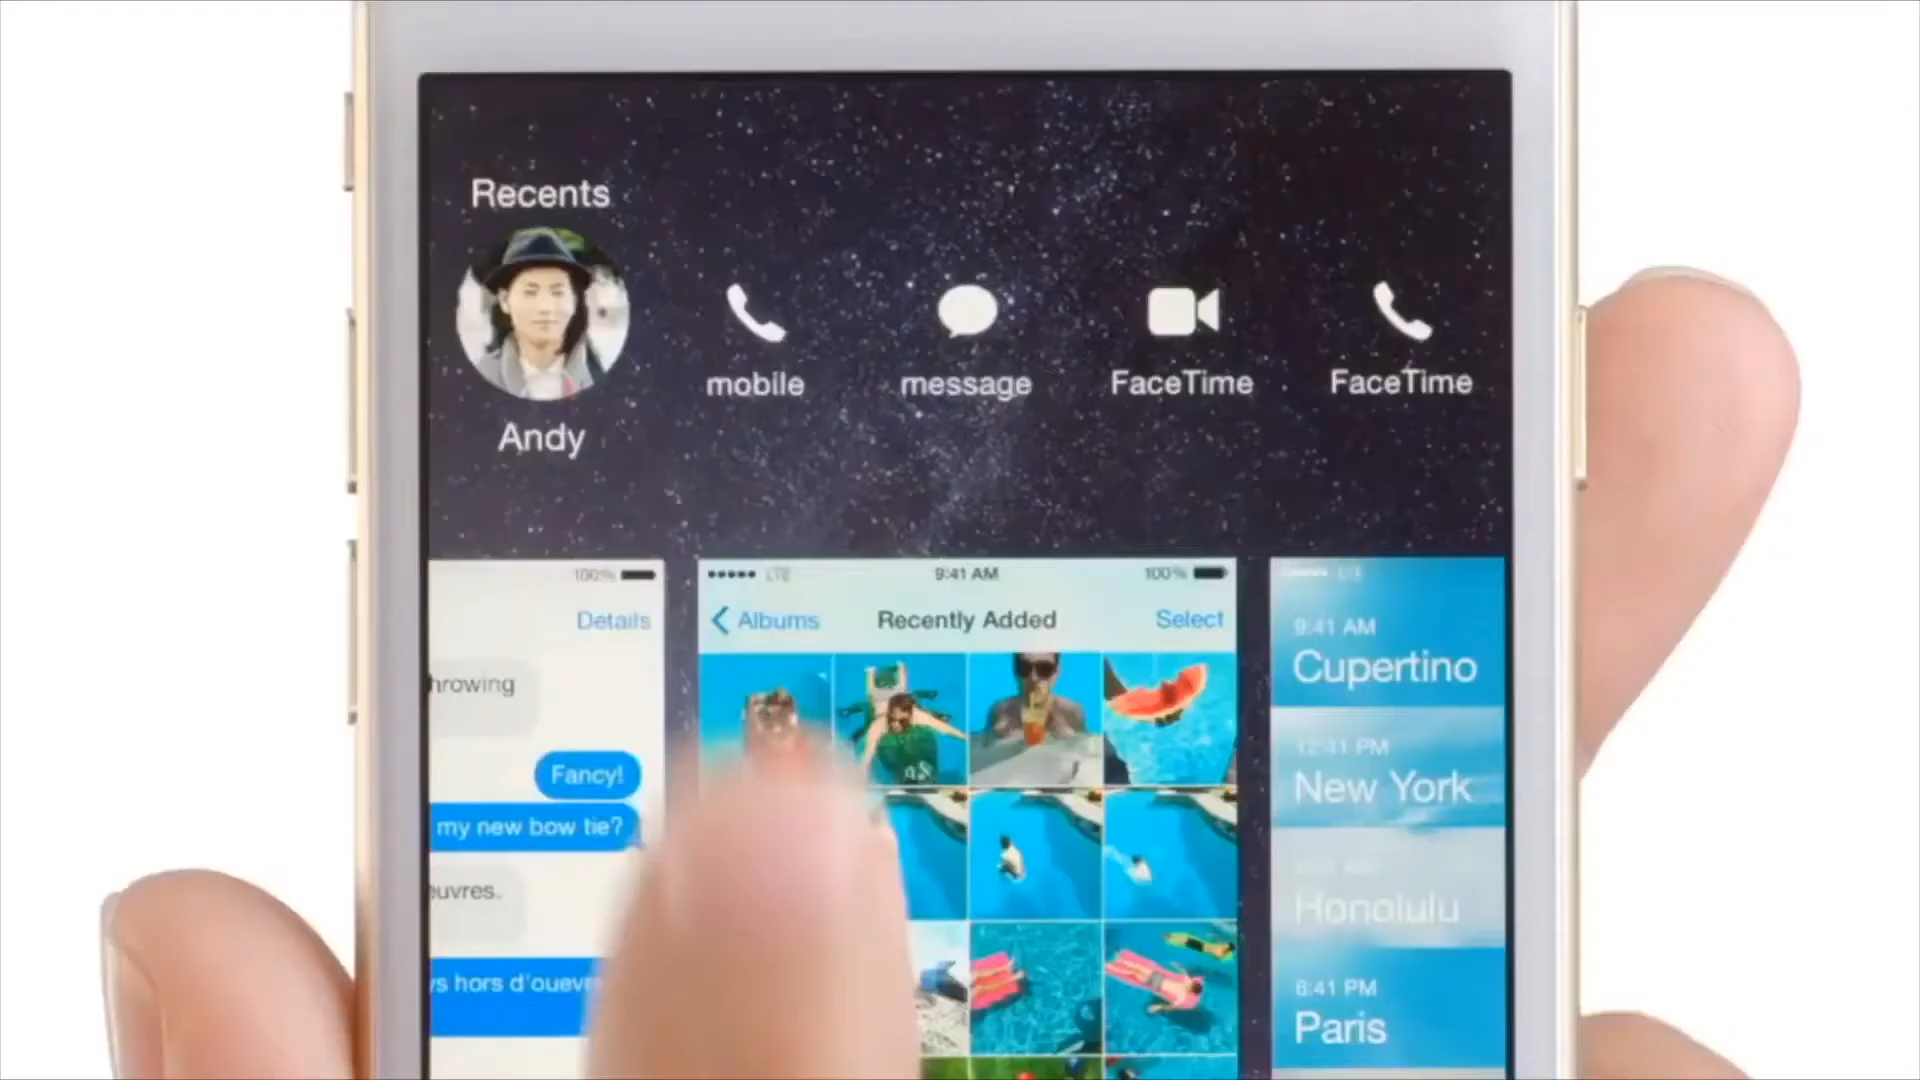 Recents
Andy
mobile
message
FaceTime
FaceTime
100%
Details
hrowing
Fancy!
my new bow tie?
euvres.
ys hors d'ouevr
LTE
9:41 AM
100%
Albums
Recently Added
Select
LTE
9:41 AM
Cupertino
12:41 PM
New York
Honolulu
6:41 PM
Paris